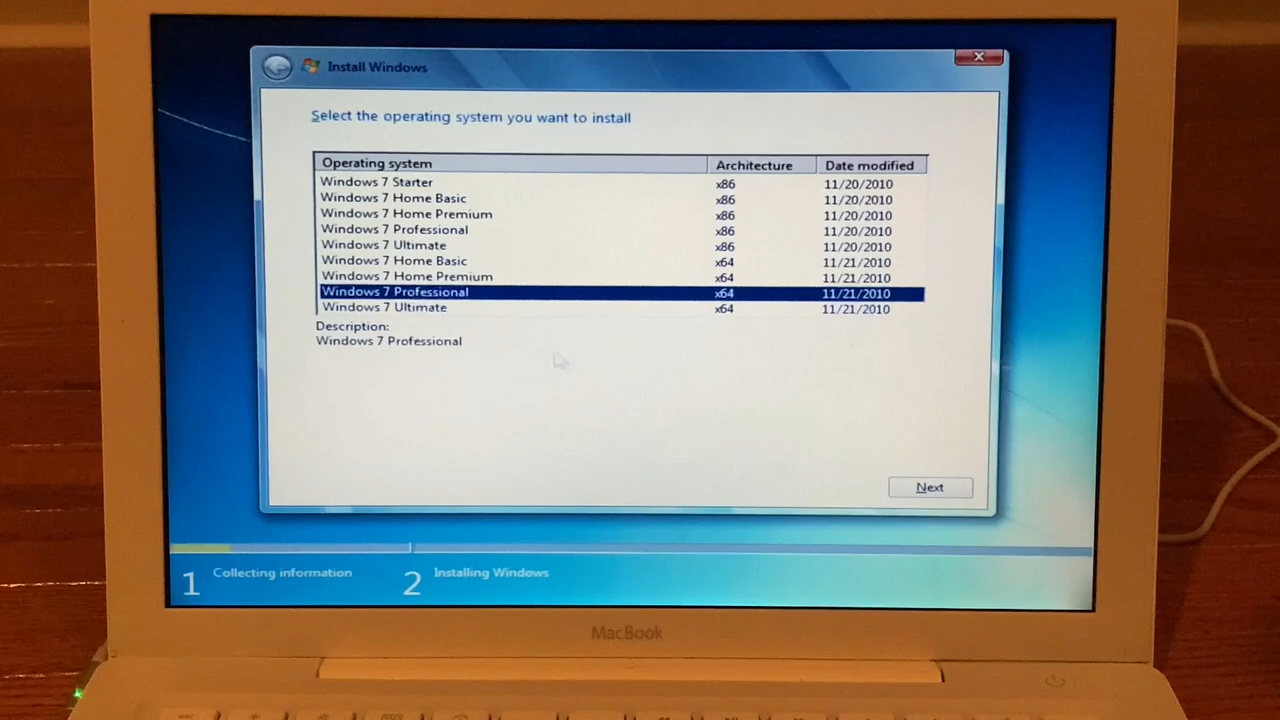 Install Windows
Select the operating system you want to install
Operating system Architecture Date modified
Windows 7 Starter x86 11/20/2010
Windows 7 Home Basic x86 11/20/2010
Windows 7 Home Premium x86 11/20/2010
Windows 7 Professional x86 11/20/2010
Windows 7 Ultimate x86 11/20/2010
Windows 7 Home Basic x64 11/21/2010
Windows 7 Home Premium x64 11/21/2010
Windows 7 Professional x64 11/21/2010
Windows 7 Ultimate x64 11/21/2010
Description:
Windows 7 Professional
Next
1 Collecting information 2 Installing Windows
MacBook